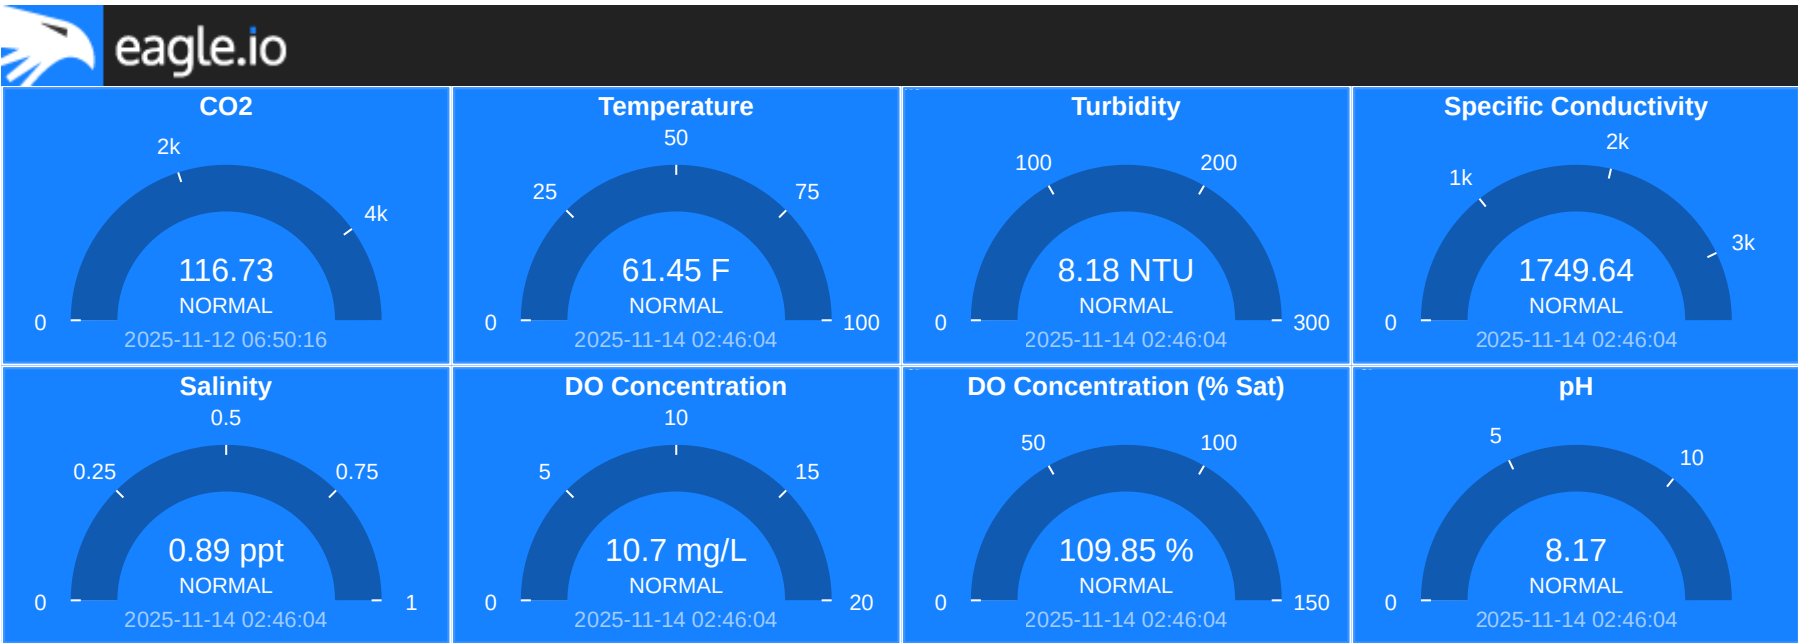 eagle.io
CO2
2k
4k
116.73
NORMAL
0
2025-11-12 06:50:16
Temperature
50
25
75
61.45 F
NORMAL
0
100
2025-11-14 02:46:04
Turbidity
100
200
8.18 NTU
NORMAL
0
300
2025-11-14 02:46:04
Specific Conductivity
2k
1k
3k
1749.64
NORMAL
0
2025-11-14 02:46:04
Salinity
0.5
0.25
0.75
0.89 ppt
NORMAL
0
1
2025-11-14 02:46:04
DO Concentration
10
5
15
10.7 mg/L
NORMAL
0
20
2025-11-14 02:46:04
DO Concentration (% Sat)
50
100
109.85 %
NORMAL
0
150
2025-11-14 02:46:04
pH
5
10
8.17
NORMAL
0
2025-11-14 02:46:04